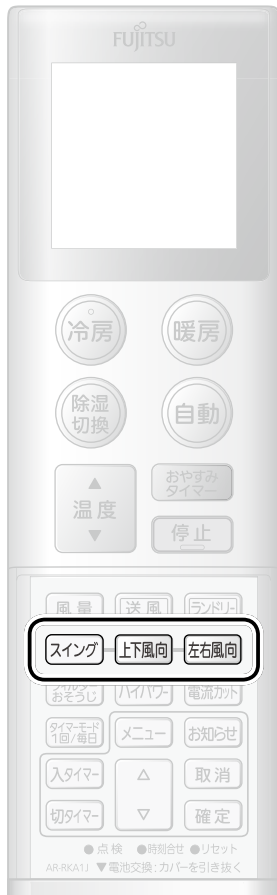 FUJITSU
冷房 暖房
除湿切換 自動
▲ 温度 ▼ おやすみタイマー
停止
風量 送風 ランドリー
スイング 上下風向 左右風向
おそうじ ハイパワー 電流カット
タイマーモード 1回/毎日 メニュー お知らせ
入タイマー △ 取消
切タイマー ▽ 確定
●点検 ●時刻合せ ●リセット
AR-RKA1J ▼電池交換:カバーを引き抜く